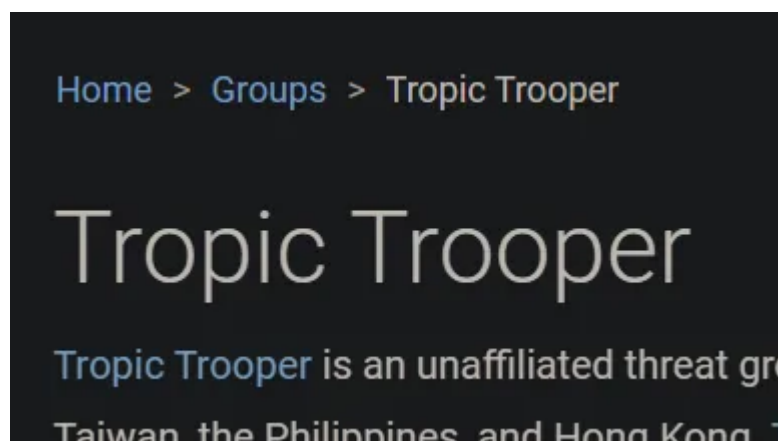 Home > Groups > Tropic Trooper
Tropic Trooper
Tropic Trooper is an unaffiliated threat
Taiwan, the Philippines, and Hong Kong.